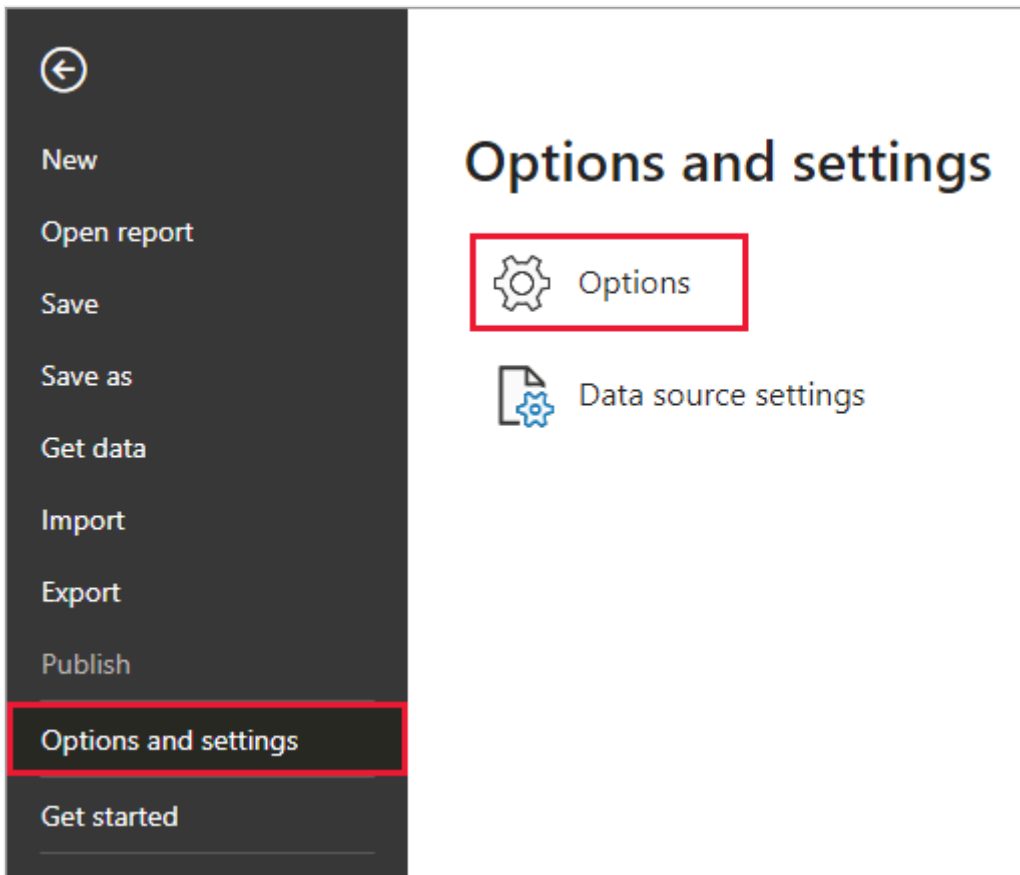 New
Open report
Save
Save as
Get data
Import
Export
Publish
Options and settings
Get started
Options and settings
Options
Data source settings